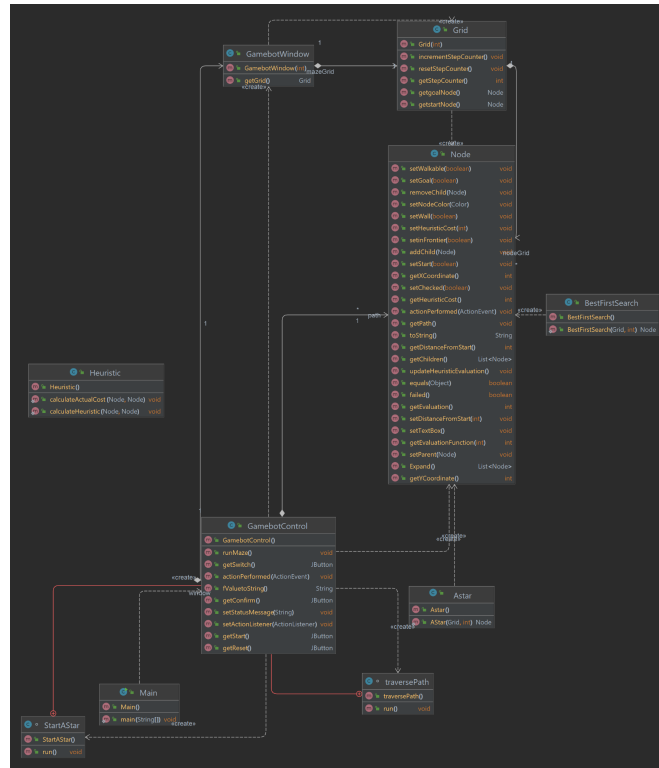 «create»
Grid
Grid(int)
incrementStepCounter() void
resetStepCounter() void
getStepCounter() int
getgoalNode() Node
getstartNode() Node
1
GamebotWindow
GamebotWindow(int)
getGrid() Grid
mazeGrid
«create»
«create»
Node
setWalkable(boolean) void
setGoal(boolean) void
removeChild(Node) void
setNodeColor(Color) void
setWall(boolean) void
setHeuristicCost(int) void
setinFrontier(boolean) void
addChild(Node) void
nodeGrid
setStart(boolean) void
*
getXCoordinate() int
setChecked(boolean) void
getHeuristicCost() int
actionPerformed(ActionEvent) void
getPath() void
toString() String
getDistanceFromStart() int
getChildren() List<Node>
updateHeuristicEvaluation() void
equals(Object) boolean
failed() boolean
getEvaluation() int
setDistanceFromStart(int) void
setTextBox() void
getEvaluationFunction(int) int
setParent(Node) void
Expand() List<Node>
getYCoordinate() int
«create»
BestFirstSearch
BestFirstSearch()
BestFirstSearch(Grid, int) Node
*
path
1
1
Heuristic
Heuristic()
calculateActualCost(Node, Node) void
calculateHeuristic(Node, Node) void
GamebotControl
GamebotControl()
runMaze() void
getSwitch() JButton
actionPerformed(ActionEvent) void
fValuetoString() String
getConfirm() JButton
setStatusMessage(String) void
setActionListener(ActionListener) void
getStart() JButton
getReset() JButton
«create»
«create»
«create»
window
Astar
Astar()
AStar(Grid, int) Node
«create»
traversePath
traversePath()
run() void
Main
Main()
main(String[]) void
«create»
StartAStar
StartAStar()
run() void